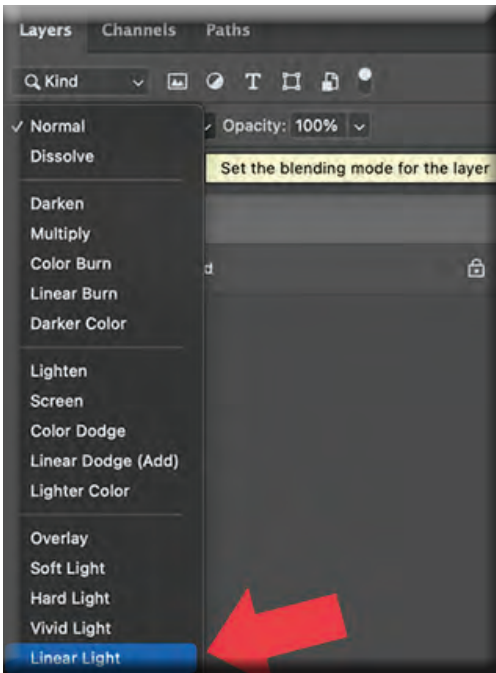 Layers Channels Paths
Kind
Normal Opacity: 100%
Dissolve
Set the blending mode for the layer
Darken
Multiply
Color Burn
Linear Burn
Darker Color
Lighten
Screen
Color Dodge
Linear Dodge (Add)
Lighter Color
Overlay
Soft Light
Hard Light
Vivid Light
Linear Light